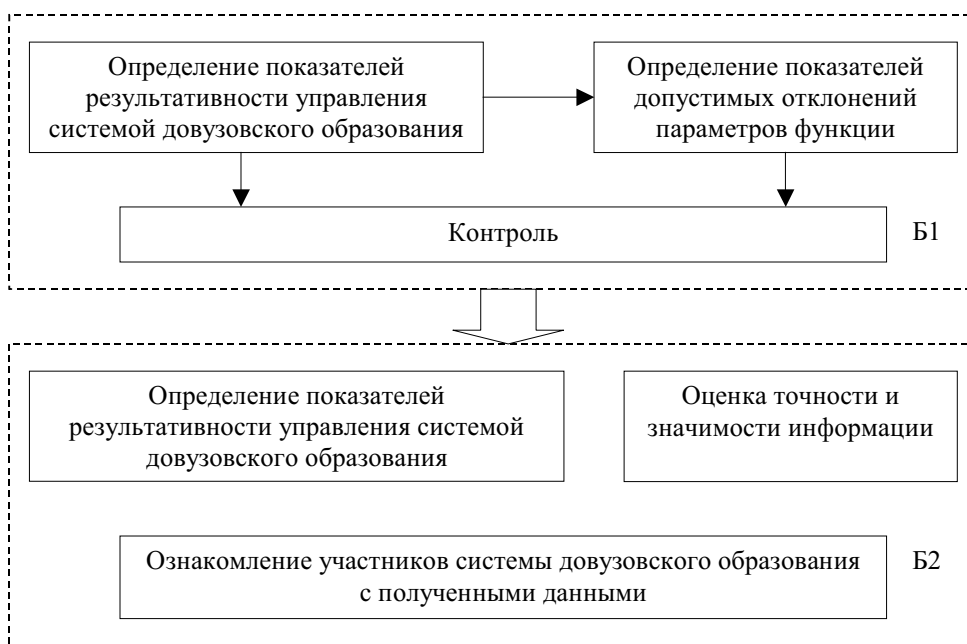 Определение показателей
результативности управления
системой довузовского образования
Определение показателей
допустимых отклонений
параметров функции
Контроль
Б1
Определение показателей
результативности управления системой
довузовского образования
Оценка точности и
значимости информации
Ознакомление участников системы довузовского образования
с полученными данными
Б2